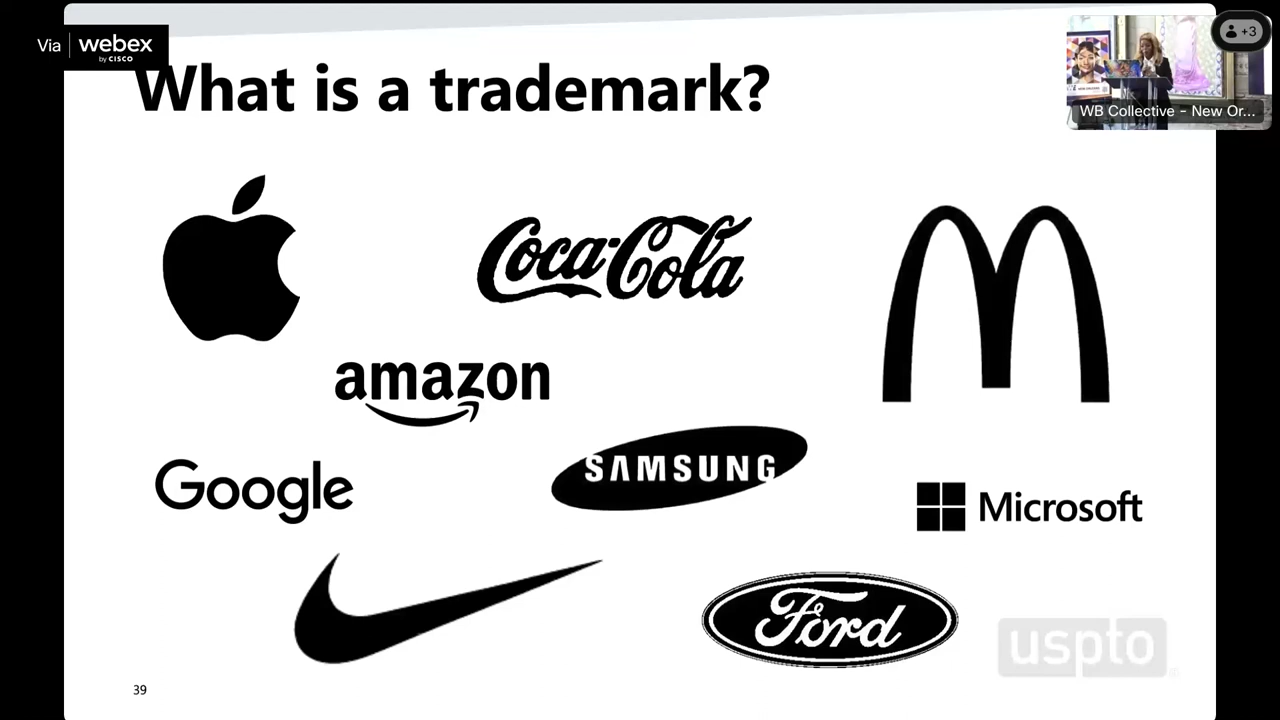 Via webex
by CISCO
+3
WB Collective - New Or...
What is a trademark?
Coca-Cola
amazon
SAMSUNG
Google
Microsoft
Ford
uspto
39